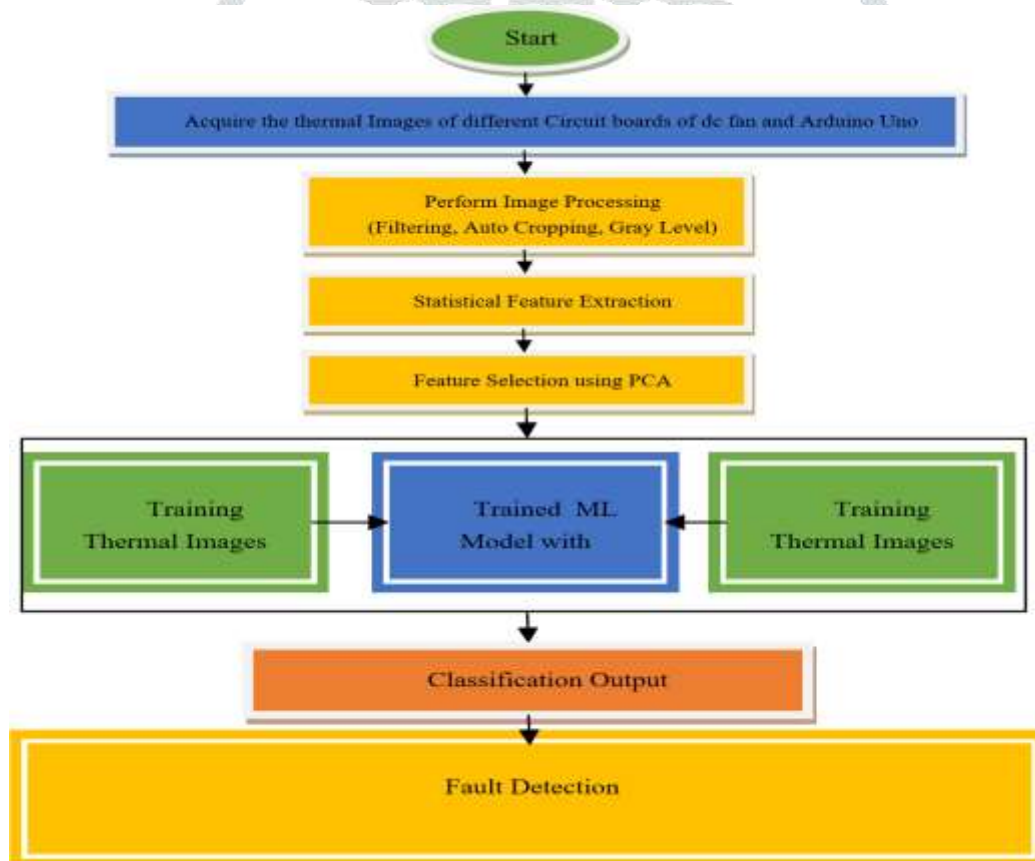 Start
Acquire the thermal Images of different Circuit boards of dc fan and Arduino Uno
Perform Image Processing
(Filtering, Auto Cropping, Gray Level)
Statistical Feature Extraction
Feature Selection using PCA
Training
Thermal Images
Trained ML
Model with
Training
Thermal Images
Classification Output
Fault Detection